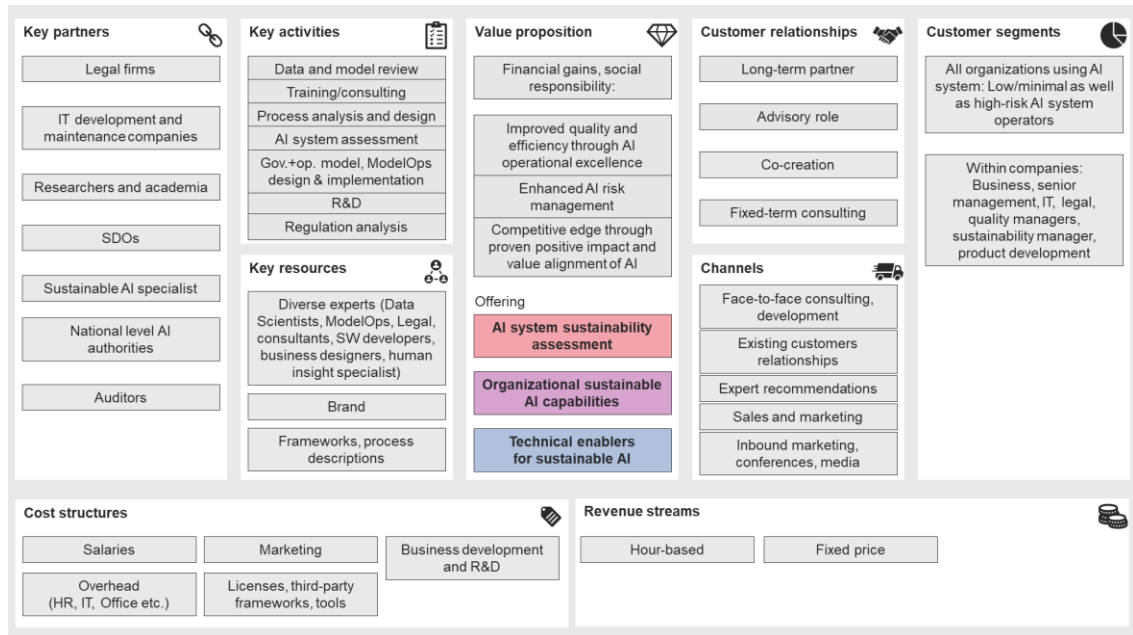 Key partners
Legal firms
IT development and
maintenance companies
Researchers and academia
SDOs
Sustainable AI specialist
National level AI
authorities
Auditors
Key activities
Data and model review
Training/consulting
Process analysis and design
AI system assessment
Gov.+op. model, ModelOps
design & implementation
R&D
Regulation analysis
Key resources
Diverse experts (Data
Scientists, ModelOps, Legal,
consultants, SW developers,
business designers, human
insight specialist)
Brand
Frameworks, process
descriptions
Value proposition
Financial gains, social
responsibility:
Improved quality and
efficiency through AI
operational excellence
Enhanced AI risk
management
Competitive edge through
proven positive impact and
value alignment of AI
Offering
AI system sustainability
assessment
Organizational sustainable
AI capabilities
Technical enablers
for sustainable AI
Customer relationships
Long-term partner
Advisory role
Co-creation
Fixed-term consulting
Channels
Face-to-face consulting,
development
Existing customers
relationships
Expert recommendations
Sales and marketing
Inbound marketing,
conferences, media
Customer segments
All organizations using AI
system: Low/minimal as well
as high-risk AI system
operators
Within companies:
Business, senior
management, IT, legal,
quality managers,
sustainability manager,
product development
Cost structures
Salaries
Marketing
Business development
and R&D
Overhead
(HR, IT, Office etc.)
Licenses, third-party
frameworks, tools
Revenue streams
Hour-based
Fixed price